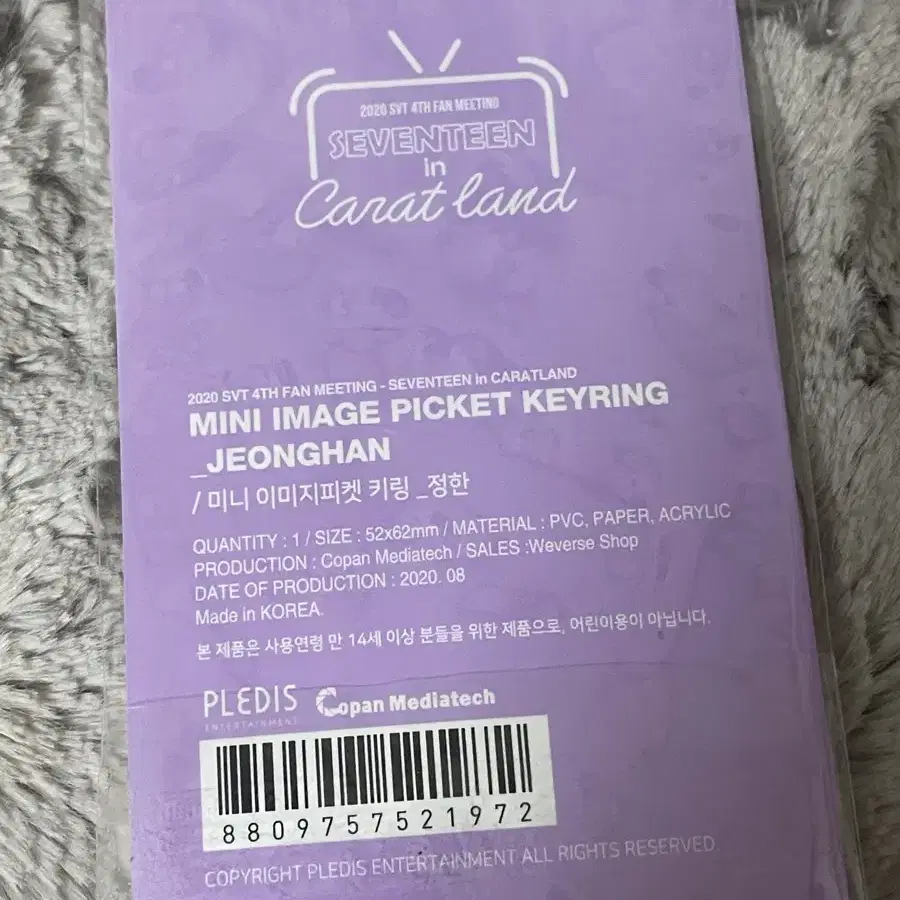 2020 SVT 4TH FAN MEETING
SEVENTEEN
in
Carat land
2020 SVT 4TH FAN MEETING - SEVENTEEN in CARATLAND
MINI IMAGE PICKET KEYRING
_JEONGHAN
/ 미니 이미지피켓 키링 _정한
QUANTITY : 1 / SIZE : 52x62mm / MATERIAL : PVC, PAPER, ACRYLIC
PRODUCTION : Copan Mediatech / SALES :Weverse Shop
DATE OF PRODUCTION : 2020. 08
Made in KOREA.
본 제품은 사용연령 만 14세 이상 분들을 위한 제품으로, 어린이용이 아닙니다.
PLEDIS Copan Mediatech
ENTERTAINMENT
8809757521972
COPYRIGHT PLEDIS ENTERTAINMENT ALL RIGHTS RESERVED.